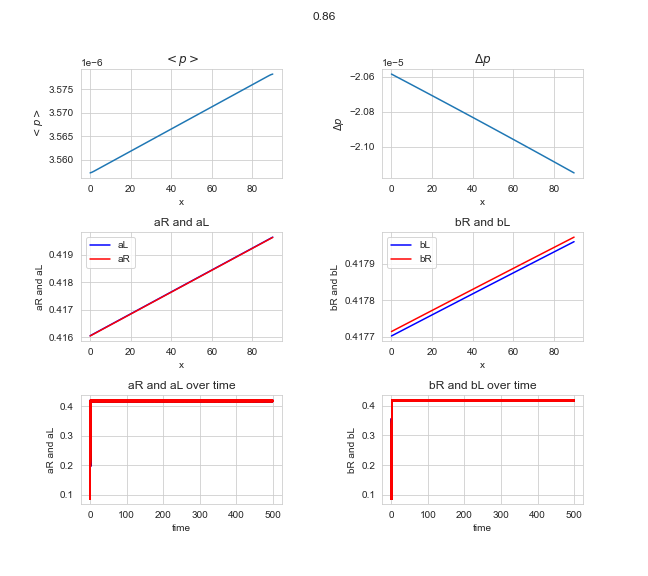 0.86
< p >
1e−6
3.575
3.570
3.565
3.560
< p >
0 20 40 60 80
x
Δp
1e−5
−2.06
−2.08
−2.10
Δp
0 20 40 60 80
x
aR and aL
aL
aR
0.419
0.418
0.417
0.416
aR and aL
0 20 40 60 80
x
bR and bL
bL
bR
0.4179
0.4178
0.4177
bR and bL
0 20 40 60 80
x
aR and aL over time
0.4
0.3
0.2
0.1
aR and aL
0 100 200 300 400 500
time
bR and bL over time
0.4
0.3
0.2
0.1
bR and bL
0 100 200 300 400 500
time